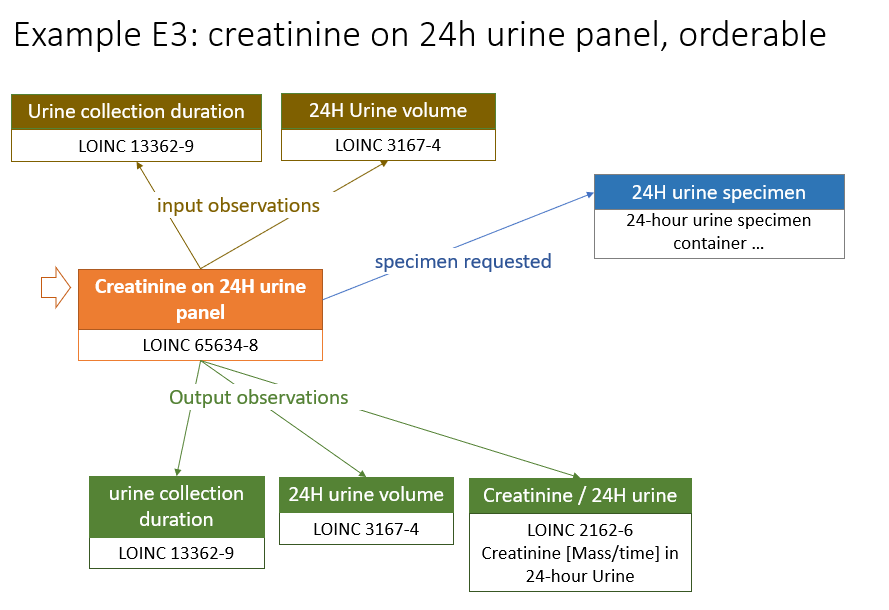 Example E3: creatinine on 24h urine panel, orderable
Urine collection duration
LOINC 13362-9
24H Urine volume
LOINC 3167-4
input observations
24H urine specimen
24-hour urine specimen
container ...
specimen requested
Creatinine on 24H urine
panel
LOINC 65634-8
Output observations
urine collection
duration
LOINC 13362-9
24H urine volume
LOINC 3167-4
Creatinine / 24H urine
LOINC 2162-6
Creatinine [Mass/time] in
24-hour Urine